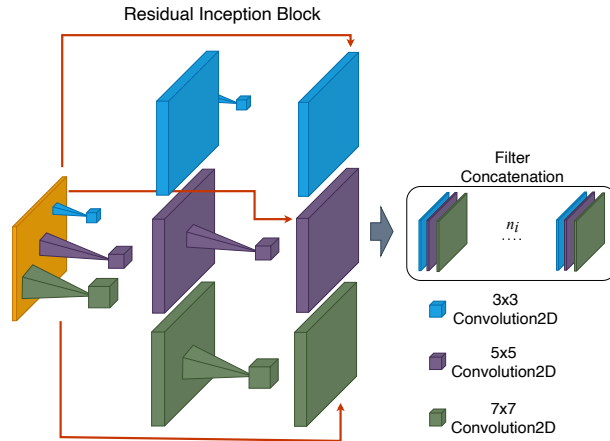 Residual Inception Block
Filter
Concatenation
n_i
....
3x3
Convolution2D
5x5
Convolution2D
7x7
Convolution2D